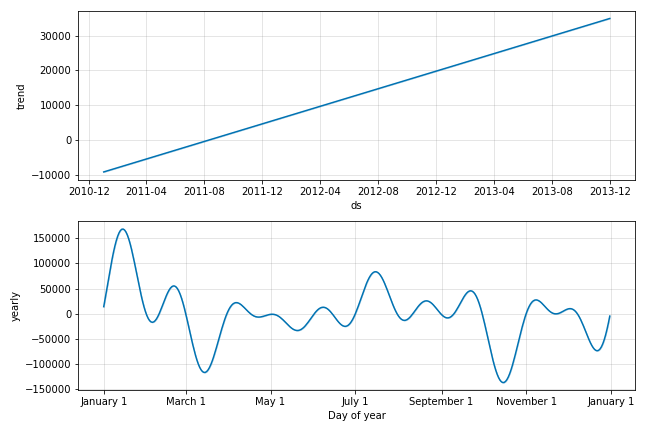 30000
20000
10000
0
−10000
trend
2010-12 2011-04 2011-08 2011-12 2012-04 2012-08 2012-12 2013-04 2013-08 2013-12
ds
150000
100000
50000
0
−50000
−100000
−150000
yearly
January 1 March 1 May 1 July 1 September 1 November 1 January 1
Day of year